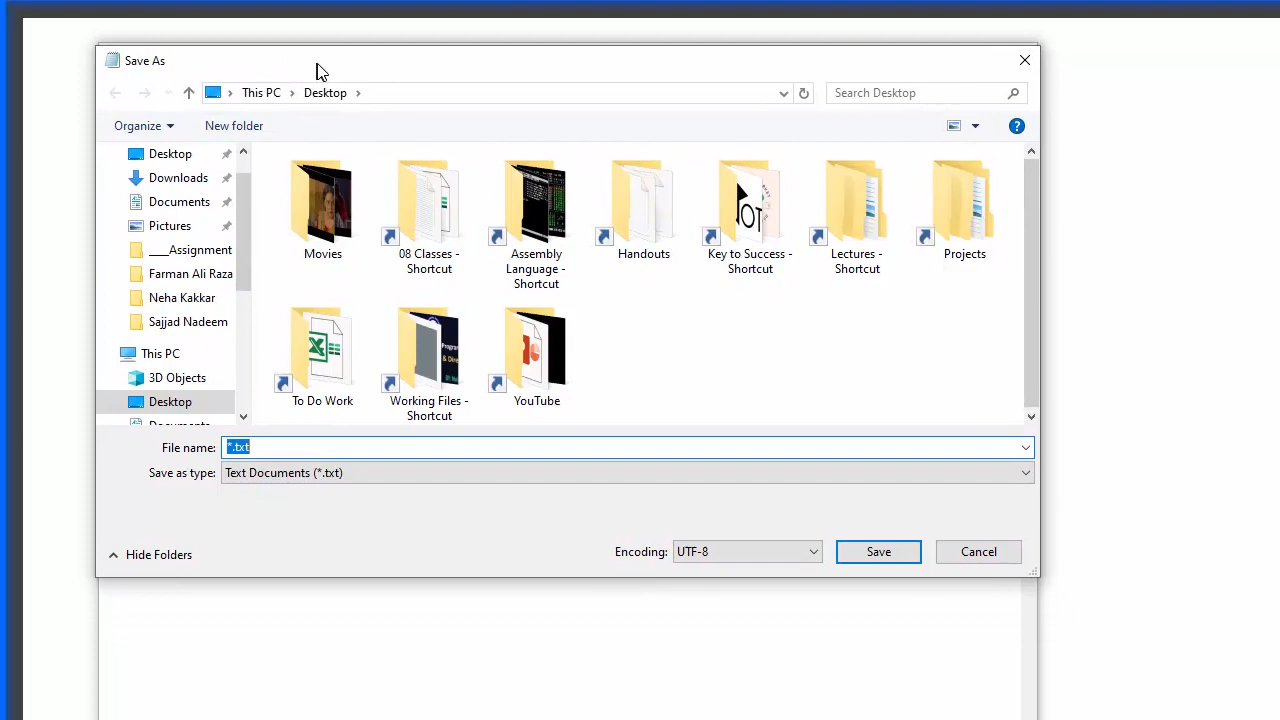 Save As
This PC
Desktop
Search Desktop
Organize
New folder
Desktop
Downloads
Documents
Pictures
____Assignment
Farman Ali Raza
Neha Kakkar
Sajjad Nadeem
This PC
3D Objects
Desktop
Movies
08 Classes -
Shortcut
Assembly
Language -
Shortcut
Handouts
Key to Success -
Shortcut
Lectures -
Shortcut
Projects
To Do Work
Working Files -
Shortcut
YouTube
File name:
*.txt
Save as type:
Text Documents (*.txt)
Hide Folders
Encoding:
UTF-8
Save
Cancel